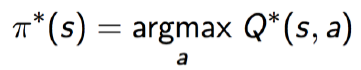 π*(s) = argmax Q*(s, a)
a